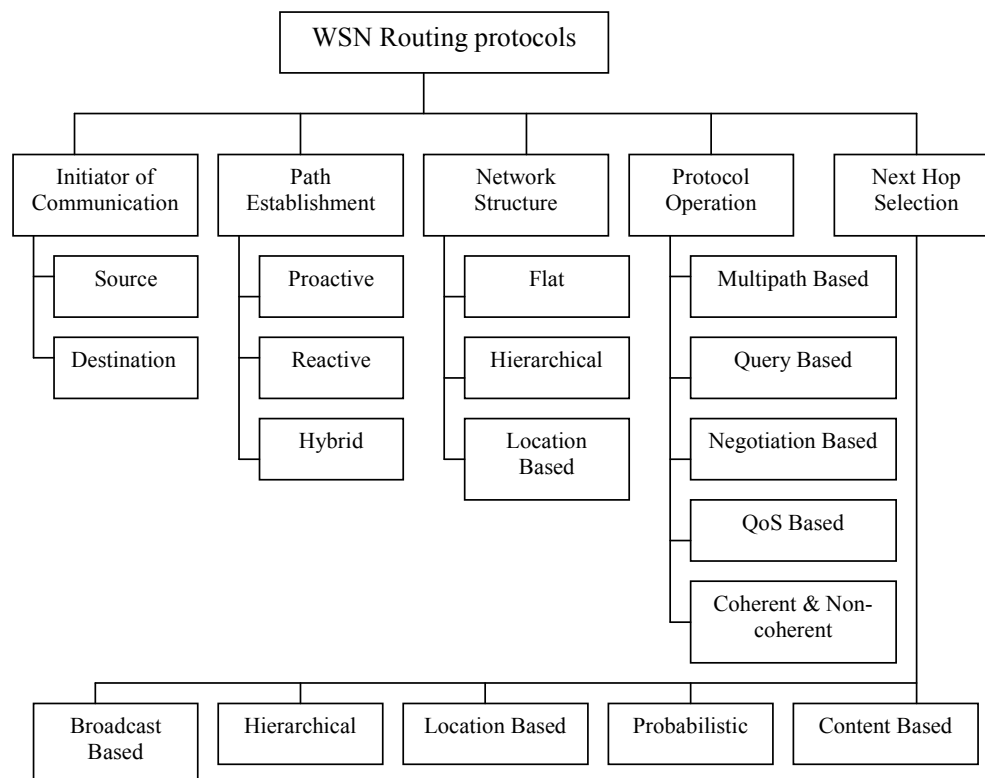 WSN Routing protocols
Initiator of
Communication
Path
Establishment
Network
Structure
Protocol
Operation
Next Hop
Selection
Source
Destination
Proactive
Reactive
Hybrid
Flat
Hierarchical
Location
Based
Multipath Based
Query Based
Negotiation Based
QoS Based
Coherent & Non-
coherent
Broadcast
Based
Hierarchical
Location Based
Probabilistic
Content Based